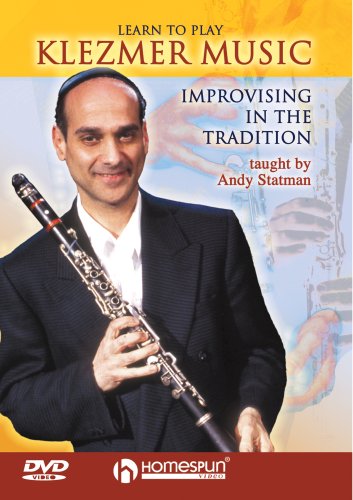 LEARN TO PLAY
KLEZMER MUSIC
IMPROVISING
IN THE
TRADITION
taught by
Andy Statman
DVD
VIDEO
HOMESPUN
VIDEO